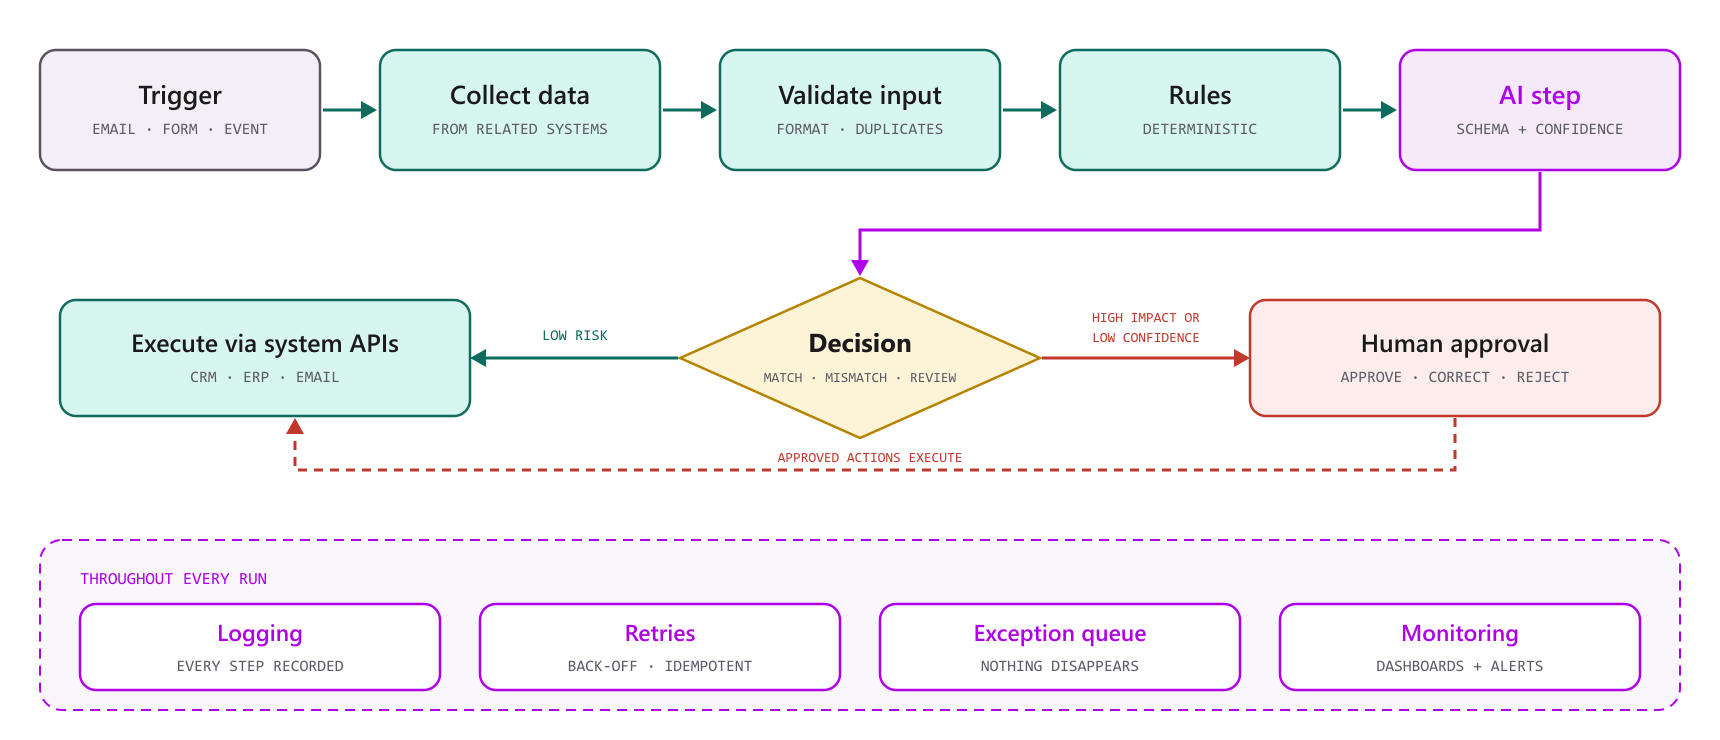 Trigger
EMAIL · FORM · EVENT
Collect data
FROM RELATED SYSTEMS
Validate input
FORMAT · DUPLICATES
Rules
DETERMINISTIC
AI step
SCHEMA + CONFIDENCE
Execute via system APIs
CRM · ERP · EMAIL
LOW RISK
Decision
MATCH · MISMATCH · REVIEW
HIGH IMPACT OR
LOW CONFIDENCE
Human approval
APPROVE · CORRECT · REJECT
APPROVED ACTIONS EXECUTE
THROUGHOUT EVERY RUN
Logging
EVERY STEP RECORDED
Retries
BACK-OFF · IDEMPOTENT
Exception queue
NOTHING DISAPPEARS
Monitoring
DASHBOARDS + ALERTS